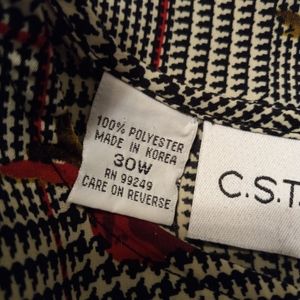 100% POLYESTER
MADE IN KOREA
30W
RN 99249
CARE ON REVERSE
C.S.T.